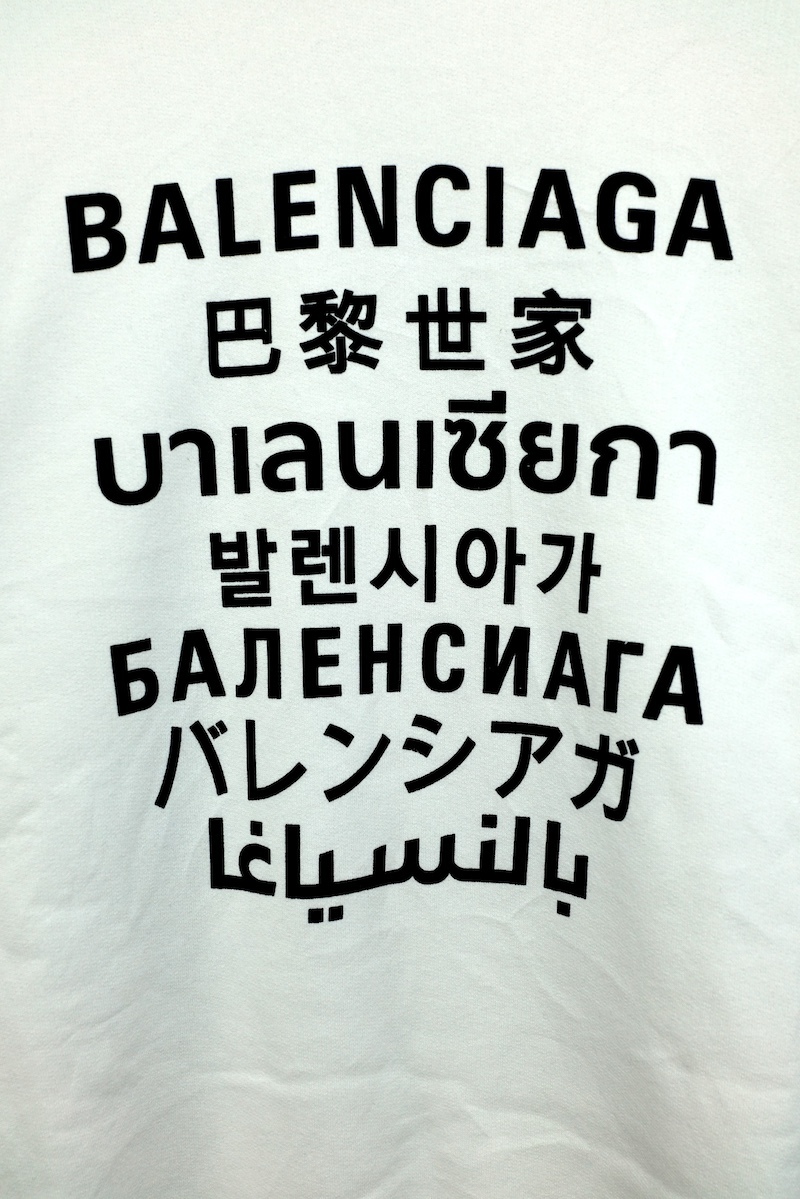 BALENCIAGA
巴黎世家
บาเลนเซียกา
발렌시아가
БАЛЕНСИАГА
バレンシアガ
بالنسياغا